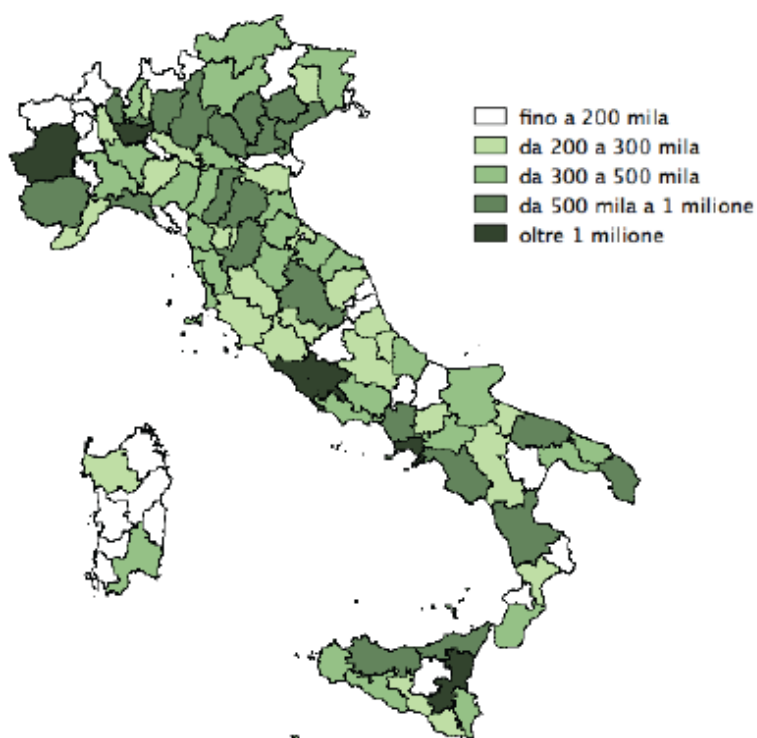 fino a 200 mila
da 200 a 300 mila
da 300 a 500 mila
da 500 mila a 1 milione
oltre 1 milione